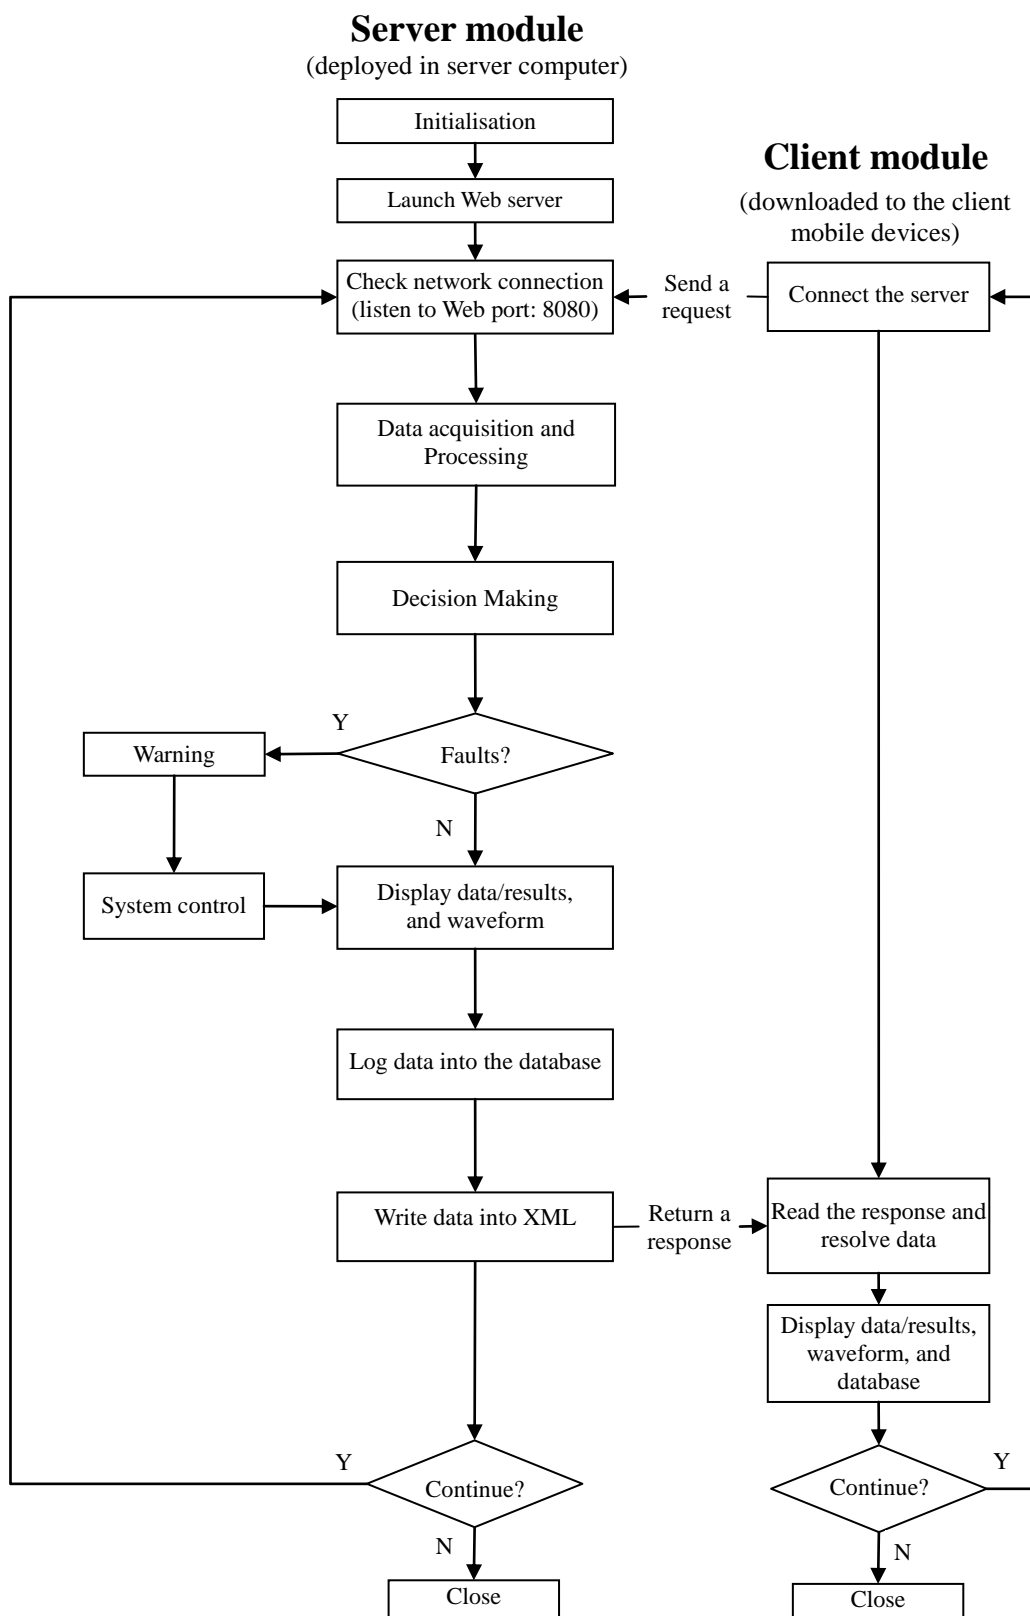 Server module
(deployed in server computer)
Initialisation
Launch Web server
Check network connection
(listen to Web port: 8080)
Data acquisition and
Processing
Decision Making
Faults?
Y
N
Warning
System control
Display data/results,
and waveform
Log data into the database
Write data into XML
Continue?
Y
N
Close
Send a
request
Return a
response
Client module
(downloaded to the client
mobile devices)
Connect the server
Read the response and
resolve data
Display data/results,
waveform, and
database
Continue?
Y
N
Close